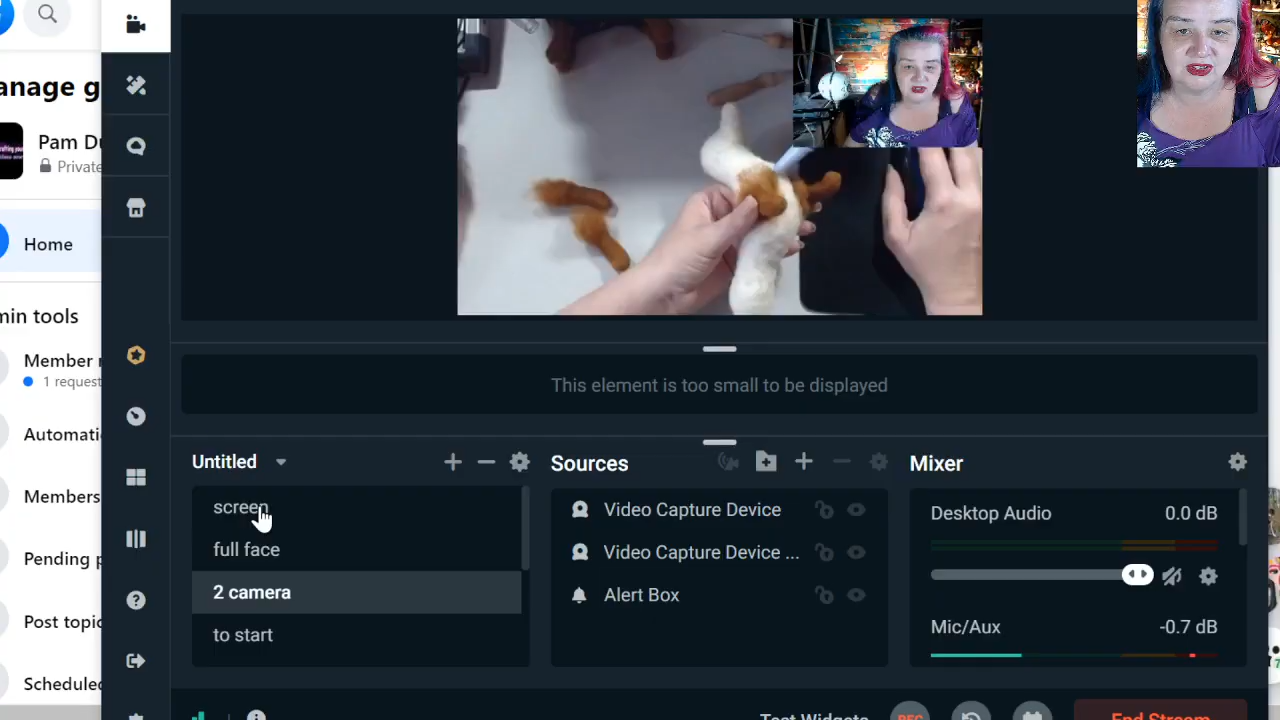 anage g
Pam Du
Private
Home
min tools
Member r
1 request
Automati
Members
Pending p
Post topic
Scheduled
This element is too small to be displayed
Untitled
screen
full face
2 camera
to start
Sources
Video Capture Device
Video Capture Device ...
Alert Box
Mixer
Desktop Audio 0.0 dB
Mic/Aux -0.7 dB
Test Widgets
REC
End Stream